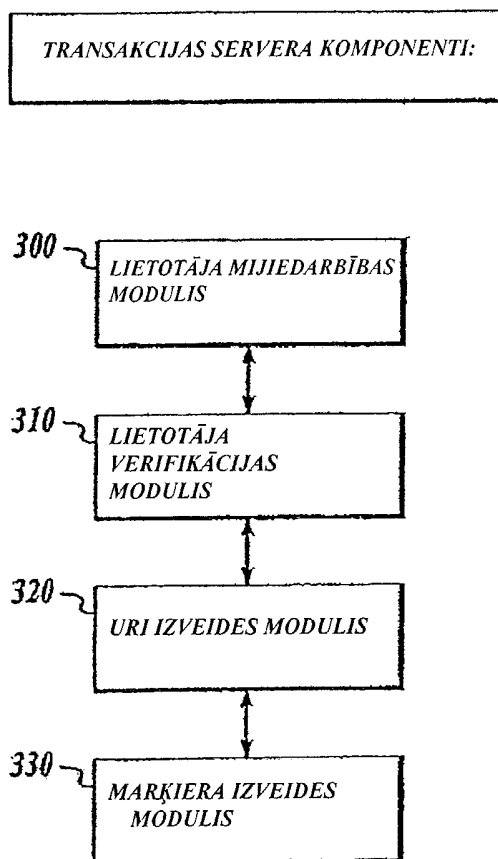 TRANSAKCIJAS SERVERA KOMPONENTI:
300
LIETOTĀJA MIJIEDARBĪBAS
MODULIS
310
LIETOTĀJA
VERIFIKĀCIJAS
MODULIS
320
URI IZVEIDES MODULIS
330
MARĶIERA IZVEIDES
MODULIS